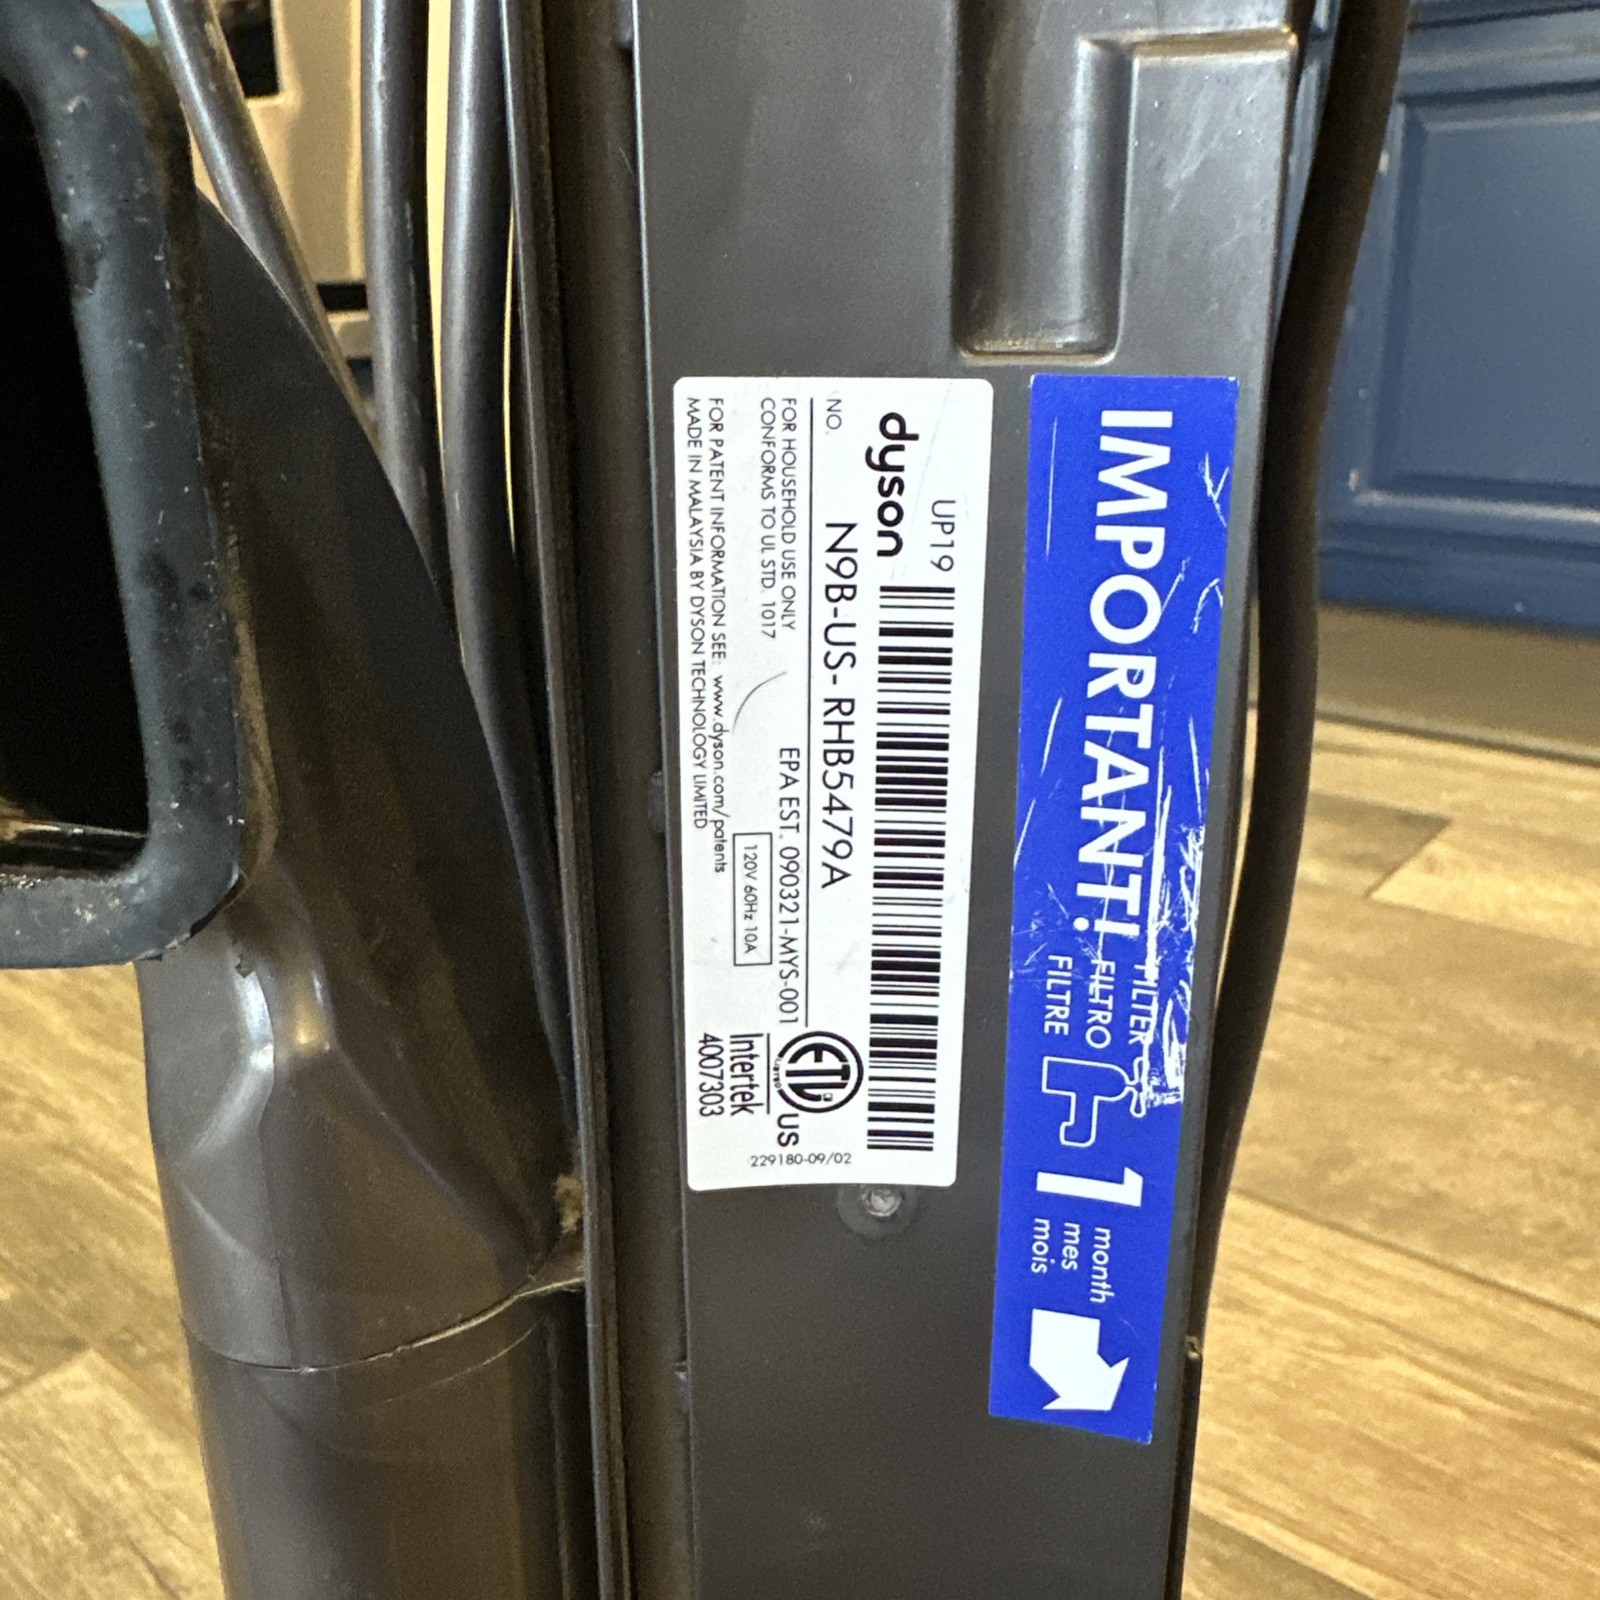 UP19
dyson
NO. N9B-US- RHB5479A
FOR HOUSEHOLD USE ONLY
CONFORMS TO UL STD. 1017
EPA EST. 090321-MYS-001
120V 60Hz 10A
FOR PATENT INFORMATION SEE: www.dyson.com/patents
MADE IN MALAYSIA BY DYSON TECHNOLOGY LIMITED
ETL
LISTED
US
Intertek
4007303
229180-09/02
IMPORTANT!
FILTER
FILTRO
FILTRE
1
month
mes
mois